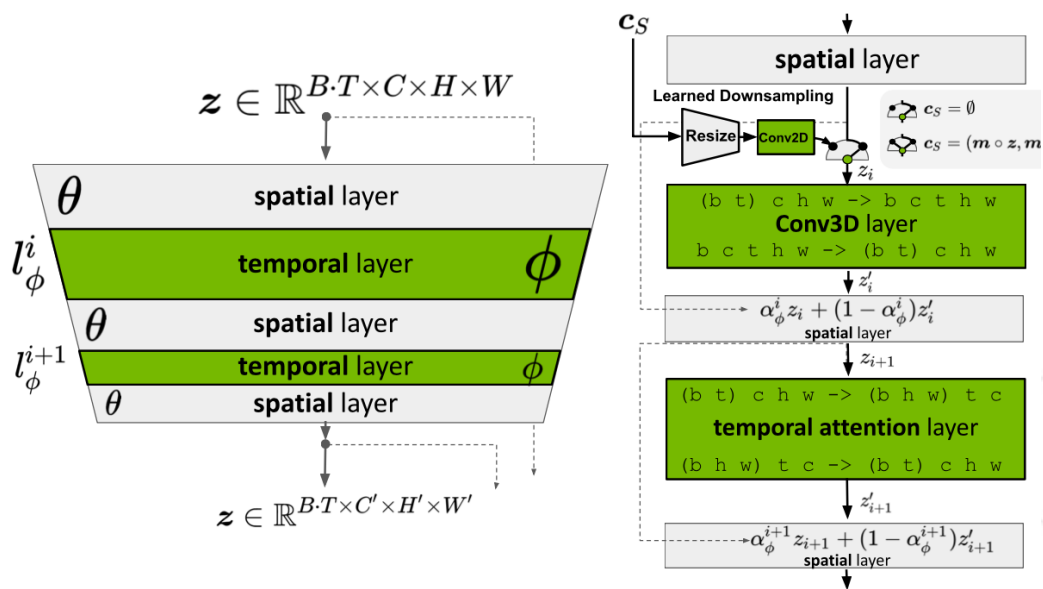 z ∈ ℝ^{B·T×C×H×W}
θ
spatial layer
l_ϕ^i
temporal layer
ϕ
θ
spatial layer
l_ϕ^{i+1}
temporal layer
ϕ
θ
spatial layer
z ∈ ℝ^{B·T×C'×H'×W'}
c_S
spatial layer
Learned Downsampling
Resize
Conv2D
c_S = ∅
c_S = (m ∘ z, m
z_i
(b t) c h w -> b c t h w
Conv3D layer
b c t h w -> (b t) c h w
z'_i
α_ϕ^i z_i + (1 − α_ϕ^i)z'_i
spatial layer
z_{i+1}
(b t) c h w -> (b h w) t c
temporal attention layer
(b h w) t c -> (b t) c h w
z'_{i+1}
α_ϕ^{i+1} z_{i+1} + (1 − α_ϕ^{i+1})z'_{i+1}
spatial layer